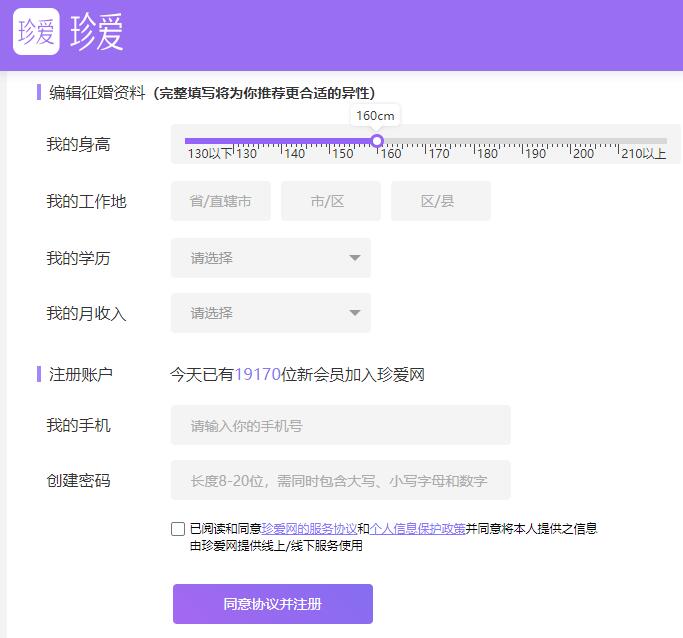 珍爱 珍爱
编辑征婚资料（完整填写将为你推荐更合适的异性）
160cm
我的身高
130以下 130 140 150 160 170 180 190 200 210以上
我的工作地 省/直辖市 市/区 区/县
我的学历 请选择
我的月收入 请选择
注册账户 今天已有19170位新会员加入珍爱网
我的手机 请输入你的手机号
创建密码 长度8-20位，需同时包含大写、小写字母和数字
已阅读和同意珍爱网的服务协议和个人信息保护政策并同意将本人提供之信息
由珍爱网提供线上/线下服务使用
同意协议并注册